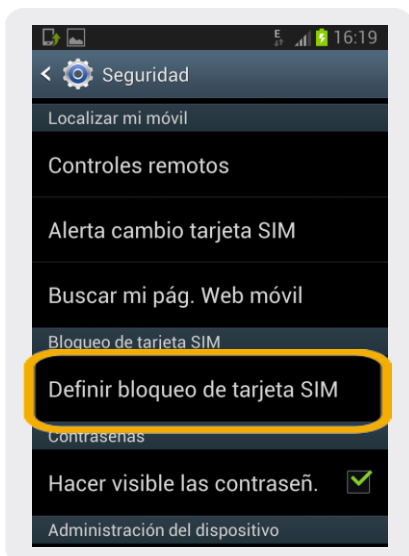 E 16:19
< Seguridad
Localizar mi móvil
Controles remotos
Alerta cambio tarjeta SIM
Buscar mi pág. Web móvil
Bloqueo de tarjeta SIM
Definir bloqueo de tarjeta SIM
Contraseñas
Hacer visible las contraseñ.
Administración del dispositivo